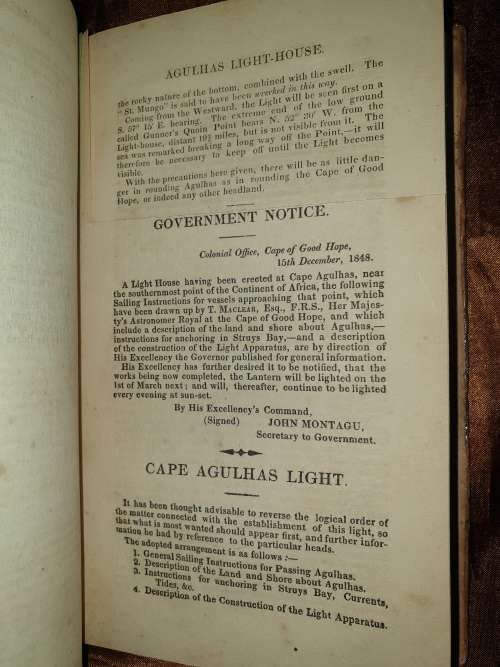 AGULHAS LIGHT-HOUSE.
the rocky nature of the bottom, combined with the swell. The
"St. Mungo" is said to have been wrecked in this way.
Coming from the Westward, the Light will be seen first on a
S. 57° 15' E. bearing. The extreme end of the low ground
called Gunner's Quoin Point bears N. 52° 30' W. from the
Light-house, distant 19½ miles, but is not visible from it. The
sea was remarked breaking a long way off the Point,—it will
therefore be necessary to keep off until the Light becomes
visible.
With the precautions here given, there will be as little dan-
ger in rounding Agulhas as in rounding the Cape of Good
Hope, or indeed any other headland.
GOVERNMENT NOTICE.
Colonial Office, Cape of Good Hope,
15th December, 1848.
A Light House having been erected at Cape Agulhas, near
the southernmost point of the Continent of Africa, the following
Sailing Instructions for vessels approaching that point, which
have been drawn up by T. MACLEAR, Esq., F.R.S., Her Majes-
ty's Astronomer Royal at the Cape of Good Hope, and which
include a description of the land and shore about Agulhas,—
instructions for anchoring in Struys Bay,—and a description
of the construction of the Light Apparatus, are by direction of
His Excellency the Governor published for general information.
His Excellency has further desired it to be notified, that the
works being now completed, the Lantern will be lighted on the
1st of March next; and will, thereafter, continue to be lighted
every evening at sun-set.
By His Excellency's Command,
(Signed) JOHN MONTAGU,
Secretary to Government.
CAPE AGULHAS LIGHT.
It has been thought advisable to reverse the logical order of
the matter connected with the establishment of this light, so
that what is most wanted should appear first, and further infor-
mation be had by reference to the particular heads.
The adopted arrangement is as follows :—
1. General Sailing Instructions for Passing Agulhas.
2. Description of the Land and Shore about Agulhas.
3. Instructions for anchoring in Struys Bay, Currents,
Tides, &c.
4. Description of the Construction of the Light Apparatus.